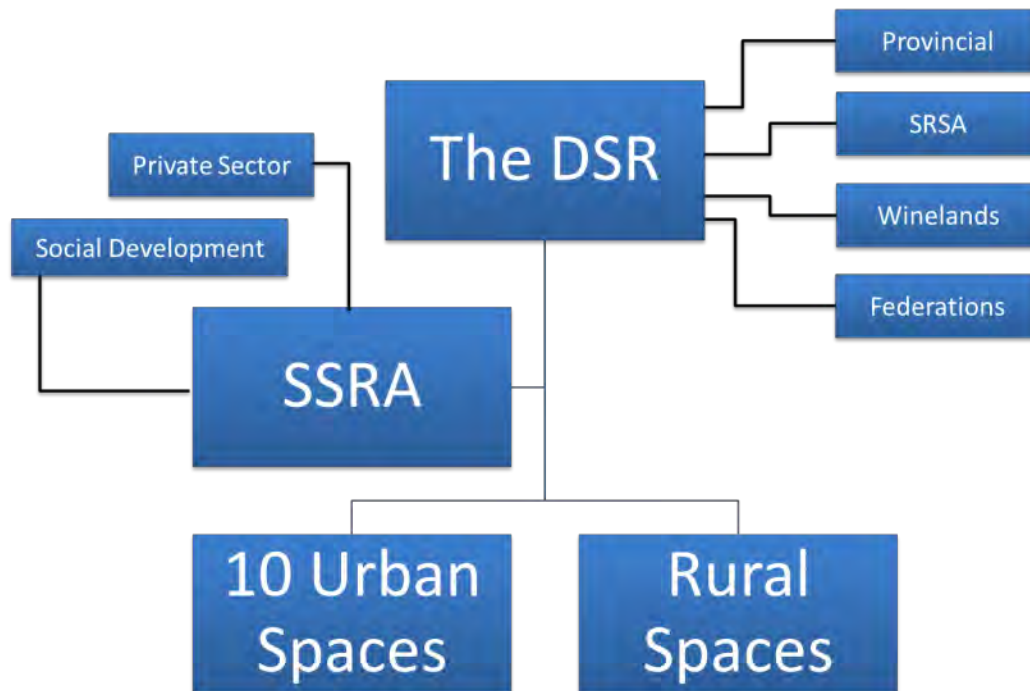 Provincial
The DSR
SRSA
Private Sector
Winelands
Social Development
Federations
SSRA
10 Urban
Spaces
Rural
Spaces